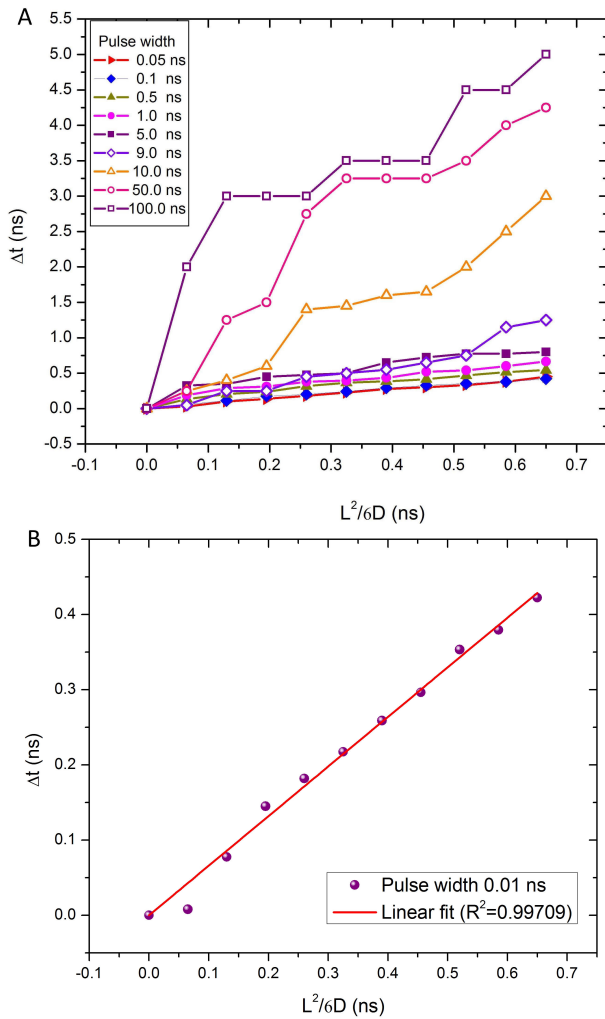 A
5.5
5.0
4.5
4.0
3.5
3.0
2.5
2.0
1.5
1.0
0.5
0.0
-0.5
Δt (ns)
Pulse width
0.05 ns
0.1 ns
0.5 ns
1.0 ns
5.0 ns
9.0 ns
10.0 ns
50.0 ns
100.0 ns
-0.1 0.0 0.1 0.2 0.3 0.4 0.5 0.6 0.7
L²/6D (ns)
B
0.5
0.4
0.3
0.2
0.1
0.0
Δt (ns)
Pulse width 0.01 ns
Linear fit (R²=0.99709)
-0.1 0.0 0.1 0.2 0.3 0.4 0.5 0.6 0.7
L²/6D (ns)